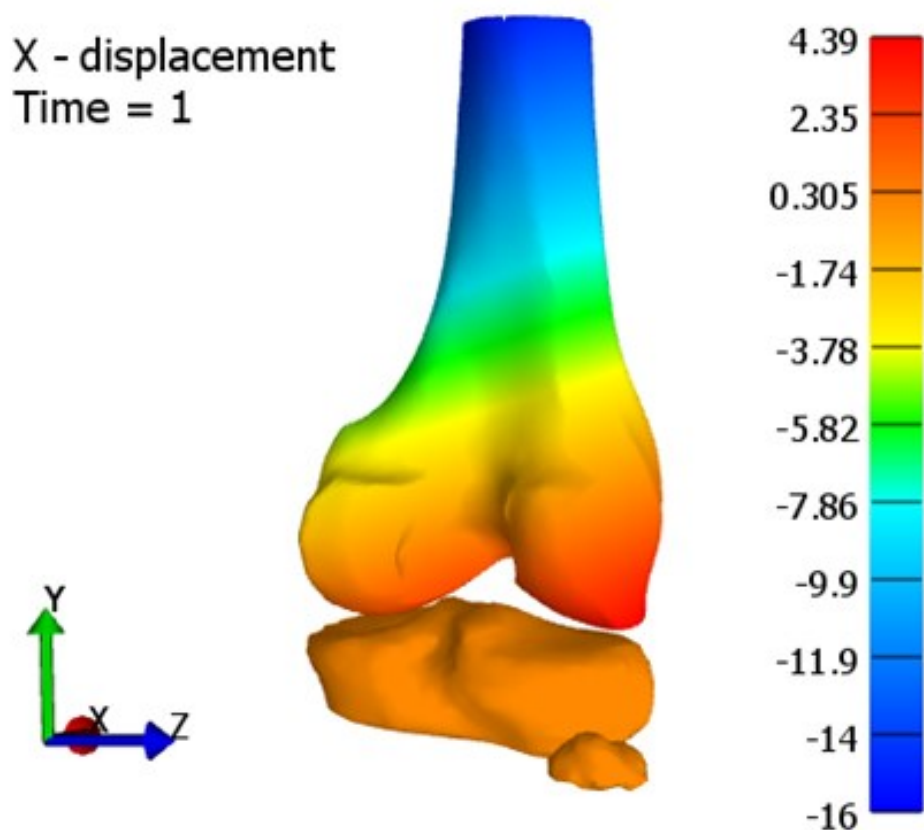 X - displacement
Time = 1
4.39
2.35
0.305
-1.74
-3.78
-5.82
-7.86
-9.9
-11.9
-14
-16
Y
X
Z